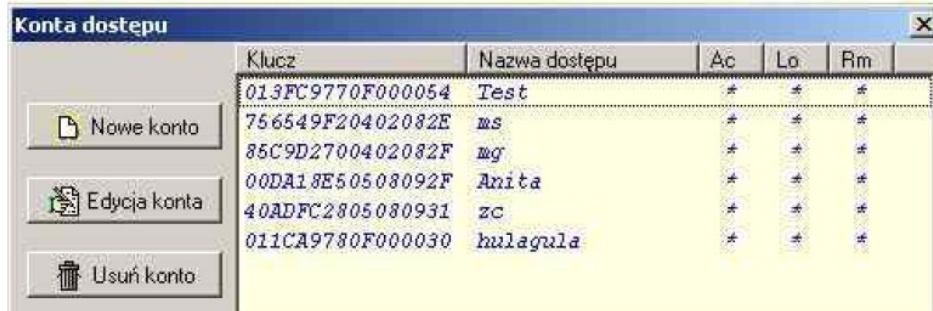 Konta dostępu
Klucz Nazwa dostępu Ac Lo Rm
013FC9770F000054 Test * * *
Nowe konto
756549F20402082E ms * * *
85C9D2700402082F mg * * *
00DA18E50508092F Anita * * *
Edycja konta
40ADFC2805080931 zc * * *
011CA9780F000030 hulagula * * *
Usuń konto